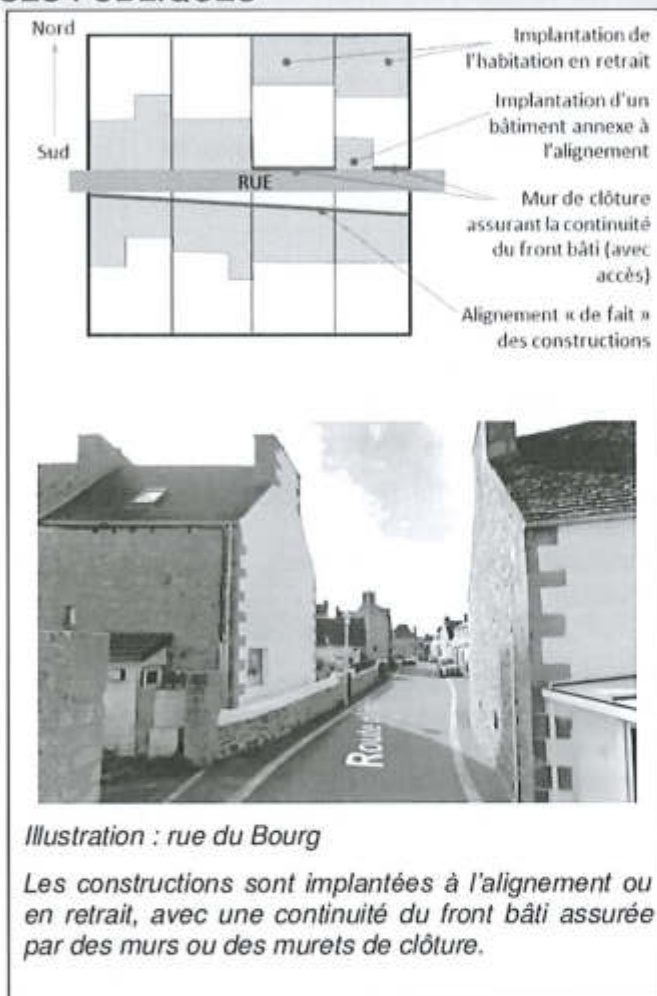 Nord
Implantation de
l'habitation en retrait
Implantation d'un
bâtiment annexe à
l'alignement
Sud
RUE
Mur de clôture
assurant la continuité
du front bâti (avec
accès)
Alignement « de fait »
des constructions
Route
Illustration : rue du Bourg
Les constructions sont implantées à l'alignement ou
en retrait, avec une continuité du front bâti assurée
par des murs ou des murets de clôture.